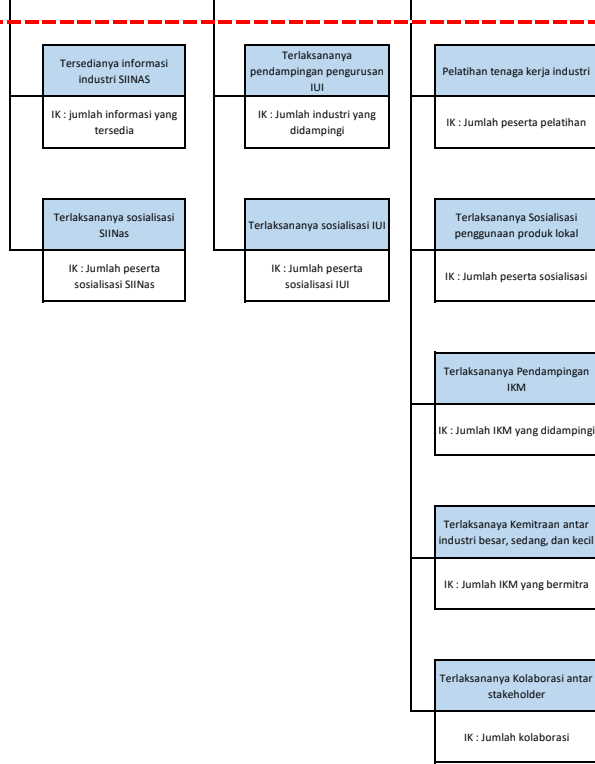 Tersedianya informasi
industri SIINAS
IK : jumlah informasi yang
tersedia
Terlaksananya sosialisasi
SIINas
IK : Jumlah peserta
sosialisasi SIINas
Terlaksananya
pendampingan pengurusan
IUI
IK : Jumlah industri yang
didampingi
Terlaksananya sosialisasi IUI
IK : Jumlah peserta
sosialisasi IUI
Pelatihan tenaga kerja industri
IK : Jumlah peserta pelatihan
Terlaksananya Sosialisasi
penggunaan produk lokal
IK : Jumlah peserta sosialisasi
Terlaksananya Pendampingan
IKM
IK : Jumlah IKM yang didampingi
Terlaksanaya Kemitraan antar
industri besar, sedang, dan kecil
IK : Jumlah IKM yang bermitra
Terlaksananya Kolaborasi antar
stakeholder
IK : Jumlah kolaborasi